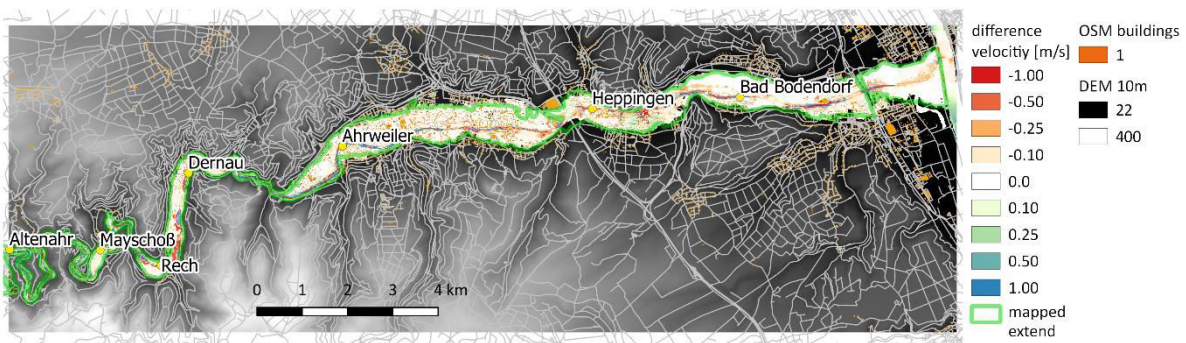 Altenahr
Mayschoß
Rech
Dernau
Ahrweiler
Heppingen
Bad Bodendorf
0 1 2 3 4 km
difference
velocitiy [m/s]
-1.00
-0.50
-0.25
-0.10
0.0
0.10
0.25
0.50
1.00
mapped
extend
OSM buildings
1
DEM 10m
22
400